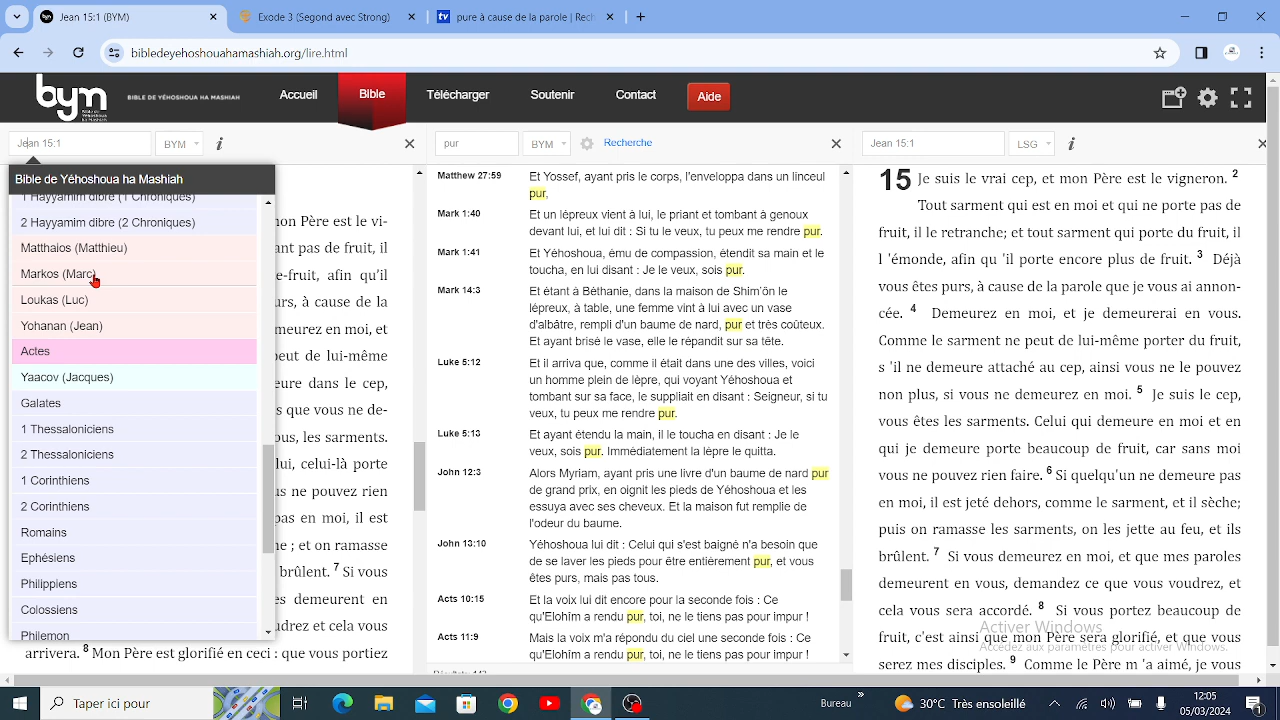 Jean 15:1 (BYM)
Exode 3 (Segond 21 avec Strong)
Jean 15 à cause de la parole | Rech
biblede­yehoshouahamashiah.org/lire.html
bym
BIBLE DE YÉHOSHOUA HA MASHIAH
Accueil
Bible
Télécharger
Soutenir
Contact
Aide
Jean 15:1
BYM
Bible de Yéhoshoua ha Mashiah
1 Hayyamim dibre (1 Chroniques)
2 Hayyamim dibre (2 Chroniques)
Matthaios (Matthieu)
Markos (Marc)
Loukas (Luc)
Yohanan (Jean)
Actes
Yaacov (Jacques)
Galates
1 Thessaloniciens
2 Thessaloniciens
1 Corinthiens
2 Corinthiens
Romains
Ephésiens
Philippiens
Colossiens
Philemon
mon Père est le vi-
ant pas de fruit, il
e-fruit, afin qu'il
urs, à cause de la
meurez en moi, et
peut de lui-même
eure dans le cep,
s que vous ne de-
ous, les sarments.
lui, celui-là porte
us ne pouvez rien
pas en moi, il est
ne ; et on ramasse
brûlent. 7 Si vous
es demeurent en
udrez et cela vous
arrivera. 8 Mon Père est glorifié en ceci : que vous portiez
pur
BYM
Recherche
Matthew 27:59 Et Yossef, ayant pris le corps, l'enveloppa dans un linceul
pur,
Mark 1:40 Et un lépreux vient à lui, le priant et tombant à genoux
devant lui, et lui dit : Si tu le veux, tu peux me rendre pur.
Mark 1:41 Et Yéhoshoua, ému de compassion, étendit sa main et le
toucha, en lui disant : Je le veux, sois pur.
Mark 14:3 Et étant à Béthanie, dans la maison de Shim'ôn le
lépreux, à table, une femme vint à lui avec un vase
d'albâtre, rempli d'un baume de nard, pur et très coûteux.
Et ayant brisé le vase, elle le répandit sur sa tête.
Luke 5:12 Et il arriva que, comme il était dans une des villes, voici
un homme plein de lèpre, qui voyant Yéhoshoua et
tombant sur sa face, le suppliait en disant : Seigneur, si tu
veux, tu peux me rendre pur.
Luke 5:13 Et ayant étendu la main, il le toucha en disant : Je le
veux, sois pur. Immédiatement la lèpre le quitta.
John 12:3 Alors Myriam, ayant pris une livre d'un baume de nard pur
de grand prix, en oignit les pieds de Yéhoshoua et les
essuya avec ses cheveux. Et la maison fut remplie de
l'odeur du baume.
John 13:10 Yéhoshoua lui dit : Celui qui s'est baigné n'a besoin que
de se laver les pieds pour être entièrement pur, et vous
êtes purs, mais pas tous.
Acts 10:15 Et la voix lui dit encore pour la seconde fois : Ce
qu'Elohîm a rendu pur, toi, ne le tiens pas pour impur !
Acts 11:9 Mais la voix m'a répondu du ciel une seconde fois : Ce
qu'Elohîm a rendu pur, toi, ne le tiens pas pour impur !
Jean 15:1
LSG
15 Je suis le vrai cep, et mon Père est le vigneron. 2
Tout sarment qui est en moi et qui ne porte pas de
fruit, il le retranche; et tout sarment qui porte du fruit, il
l 'émonde, afin qu 'il porte encore plus de fruit. 3 Déjà
vous êtes purs, à cause de la parole que je vous ai annon-
cée. 4 Demeurez en moi, et je demeurerai en vous.
Comme le sarment ne peut de lui-même porter du fruit,
s 'il ne demeure attaché au cep, ainsi vous ne le pouvez
non plus, si vous ne demeurez en moi. 5 Je suis le cep,
vous êtes les sarments. Celui qui demeure en moi et en
qui je demeure porte beaucoup de fruit, car sans moi
vous ne pouvez rien faire. 6 Si quelqu'un ne demeure pas
en moi, il est jeté dehors, comme le sarment, et il sèche;
puis on ramasse les sarments, on les jette au feu, et ils
brûlent. 7 Si vous demeurez en moi, et que mes paroles
demeurent en vous, demandez ce que vous voudrez, et
cela vous sera accordé. 8 Si vous portez beaucoup de
fruit, c'est ainsi que mon Père sera glorifié, et que vous
serez mes disciples. 9 Comme le Père m 'a aimé, je vous
Activer Windows
Accédez aux paramètres pour activer Windows.
Taper ici pour
Bureau
30°C Très ensoleillé
12:05
05/03/2024